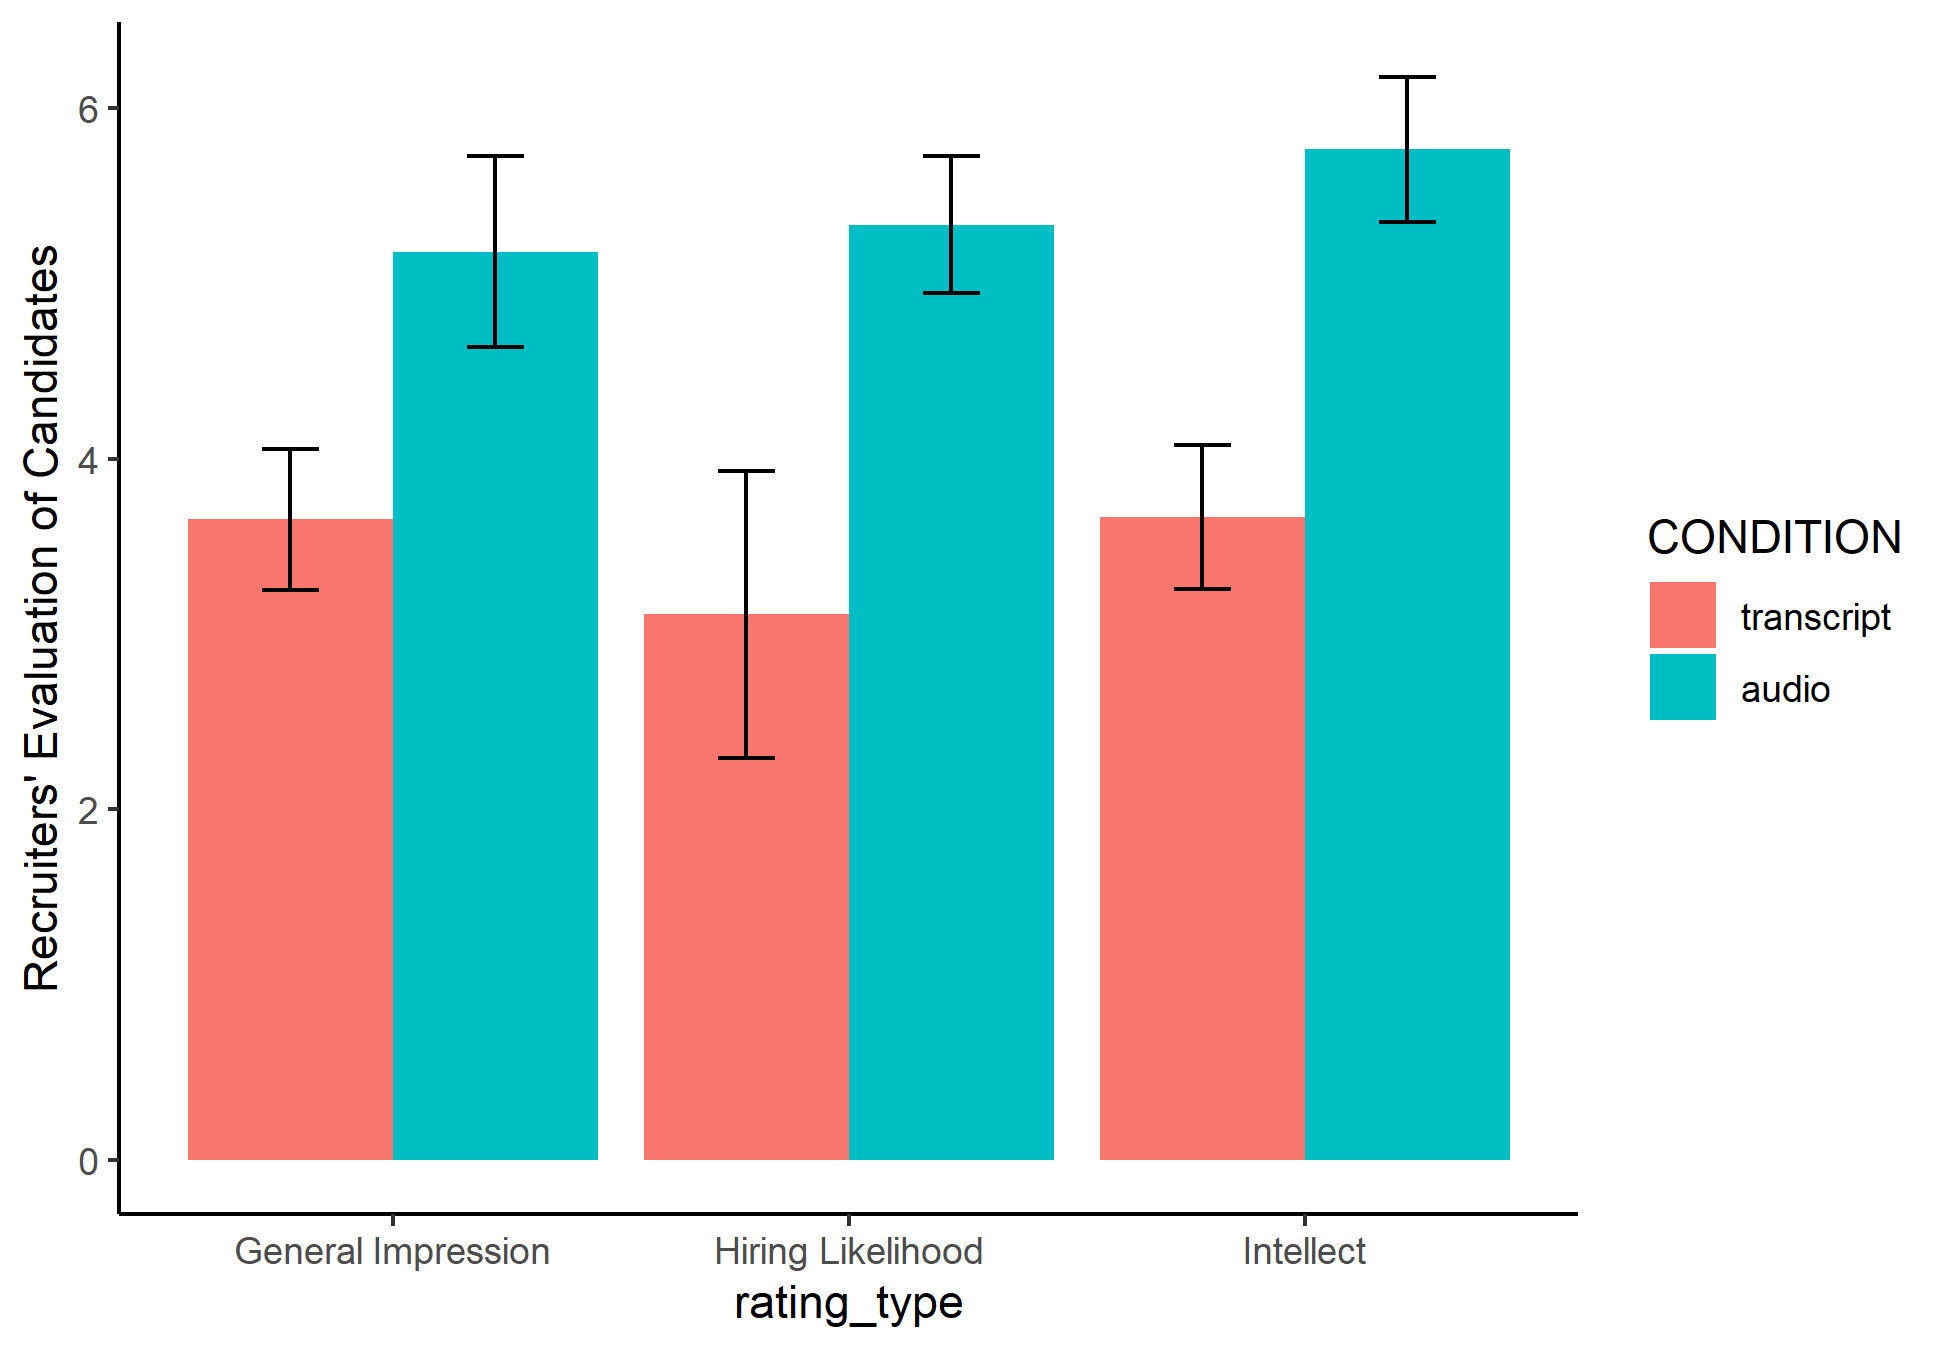 Recruiters' Evaluation of Candidates
6
4
2
0
General Impression
Hiring Likelihood
Intellect
rating_type
CONDITION
transcript
audio